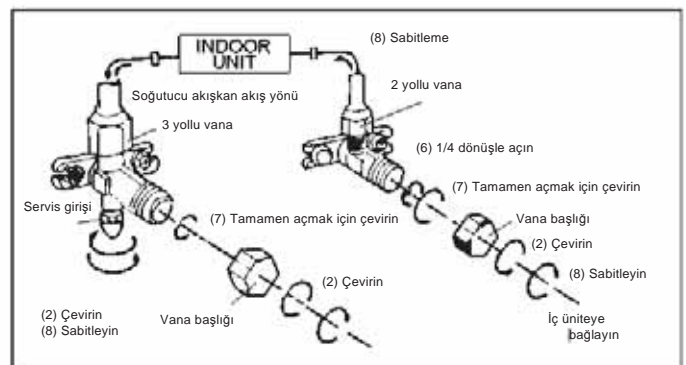 INDOOR
UNIT
(8) Sabitleme
Soğutucu akışkan akış yönü
2 yollu vana
3 yollu vana
(6) 1/4 dönüşle açın
(7) Tamamen açmak için çevirin
Servis girişi
(7) Tamamen açmak için çevirin
Vana başlığı
(2) Çevirin
(2) Çevirin
(8) Sabitleyin
(2) Çevirin
(8) Sabitleyin
Vana başlığı
İç üniteye
bağlayın